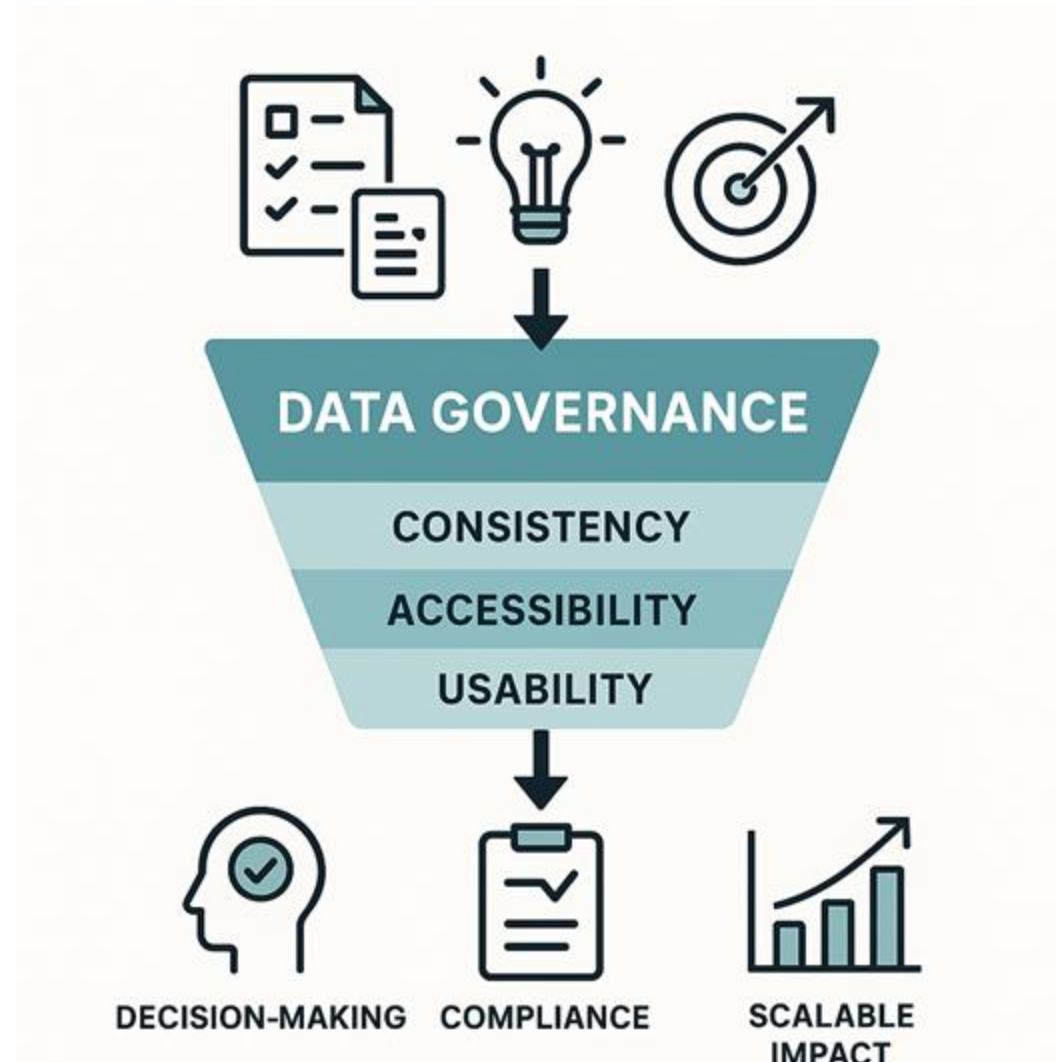 DATA GOVERNANCE
CONSISTENCY
ACCESSIBILITY
USABILITY
DECISION-MAKING
COMPLIANCE
SCALABLE
IMPACT